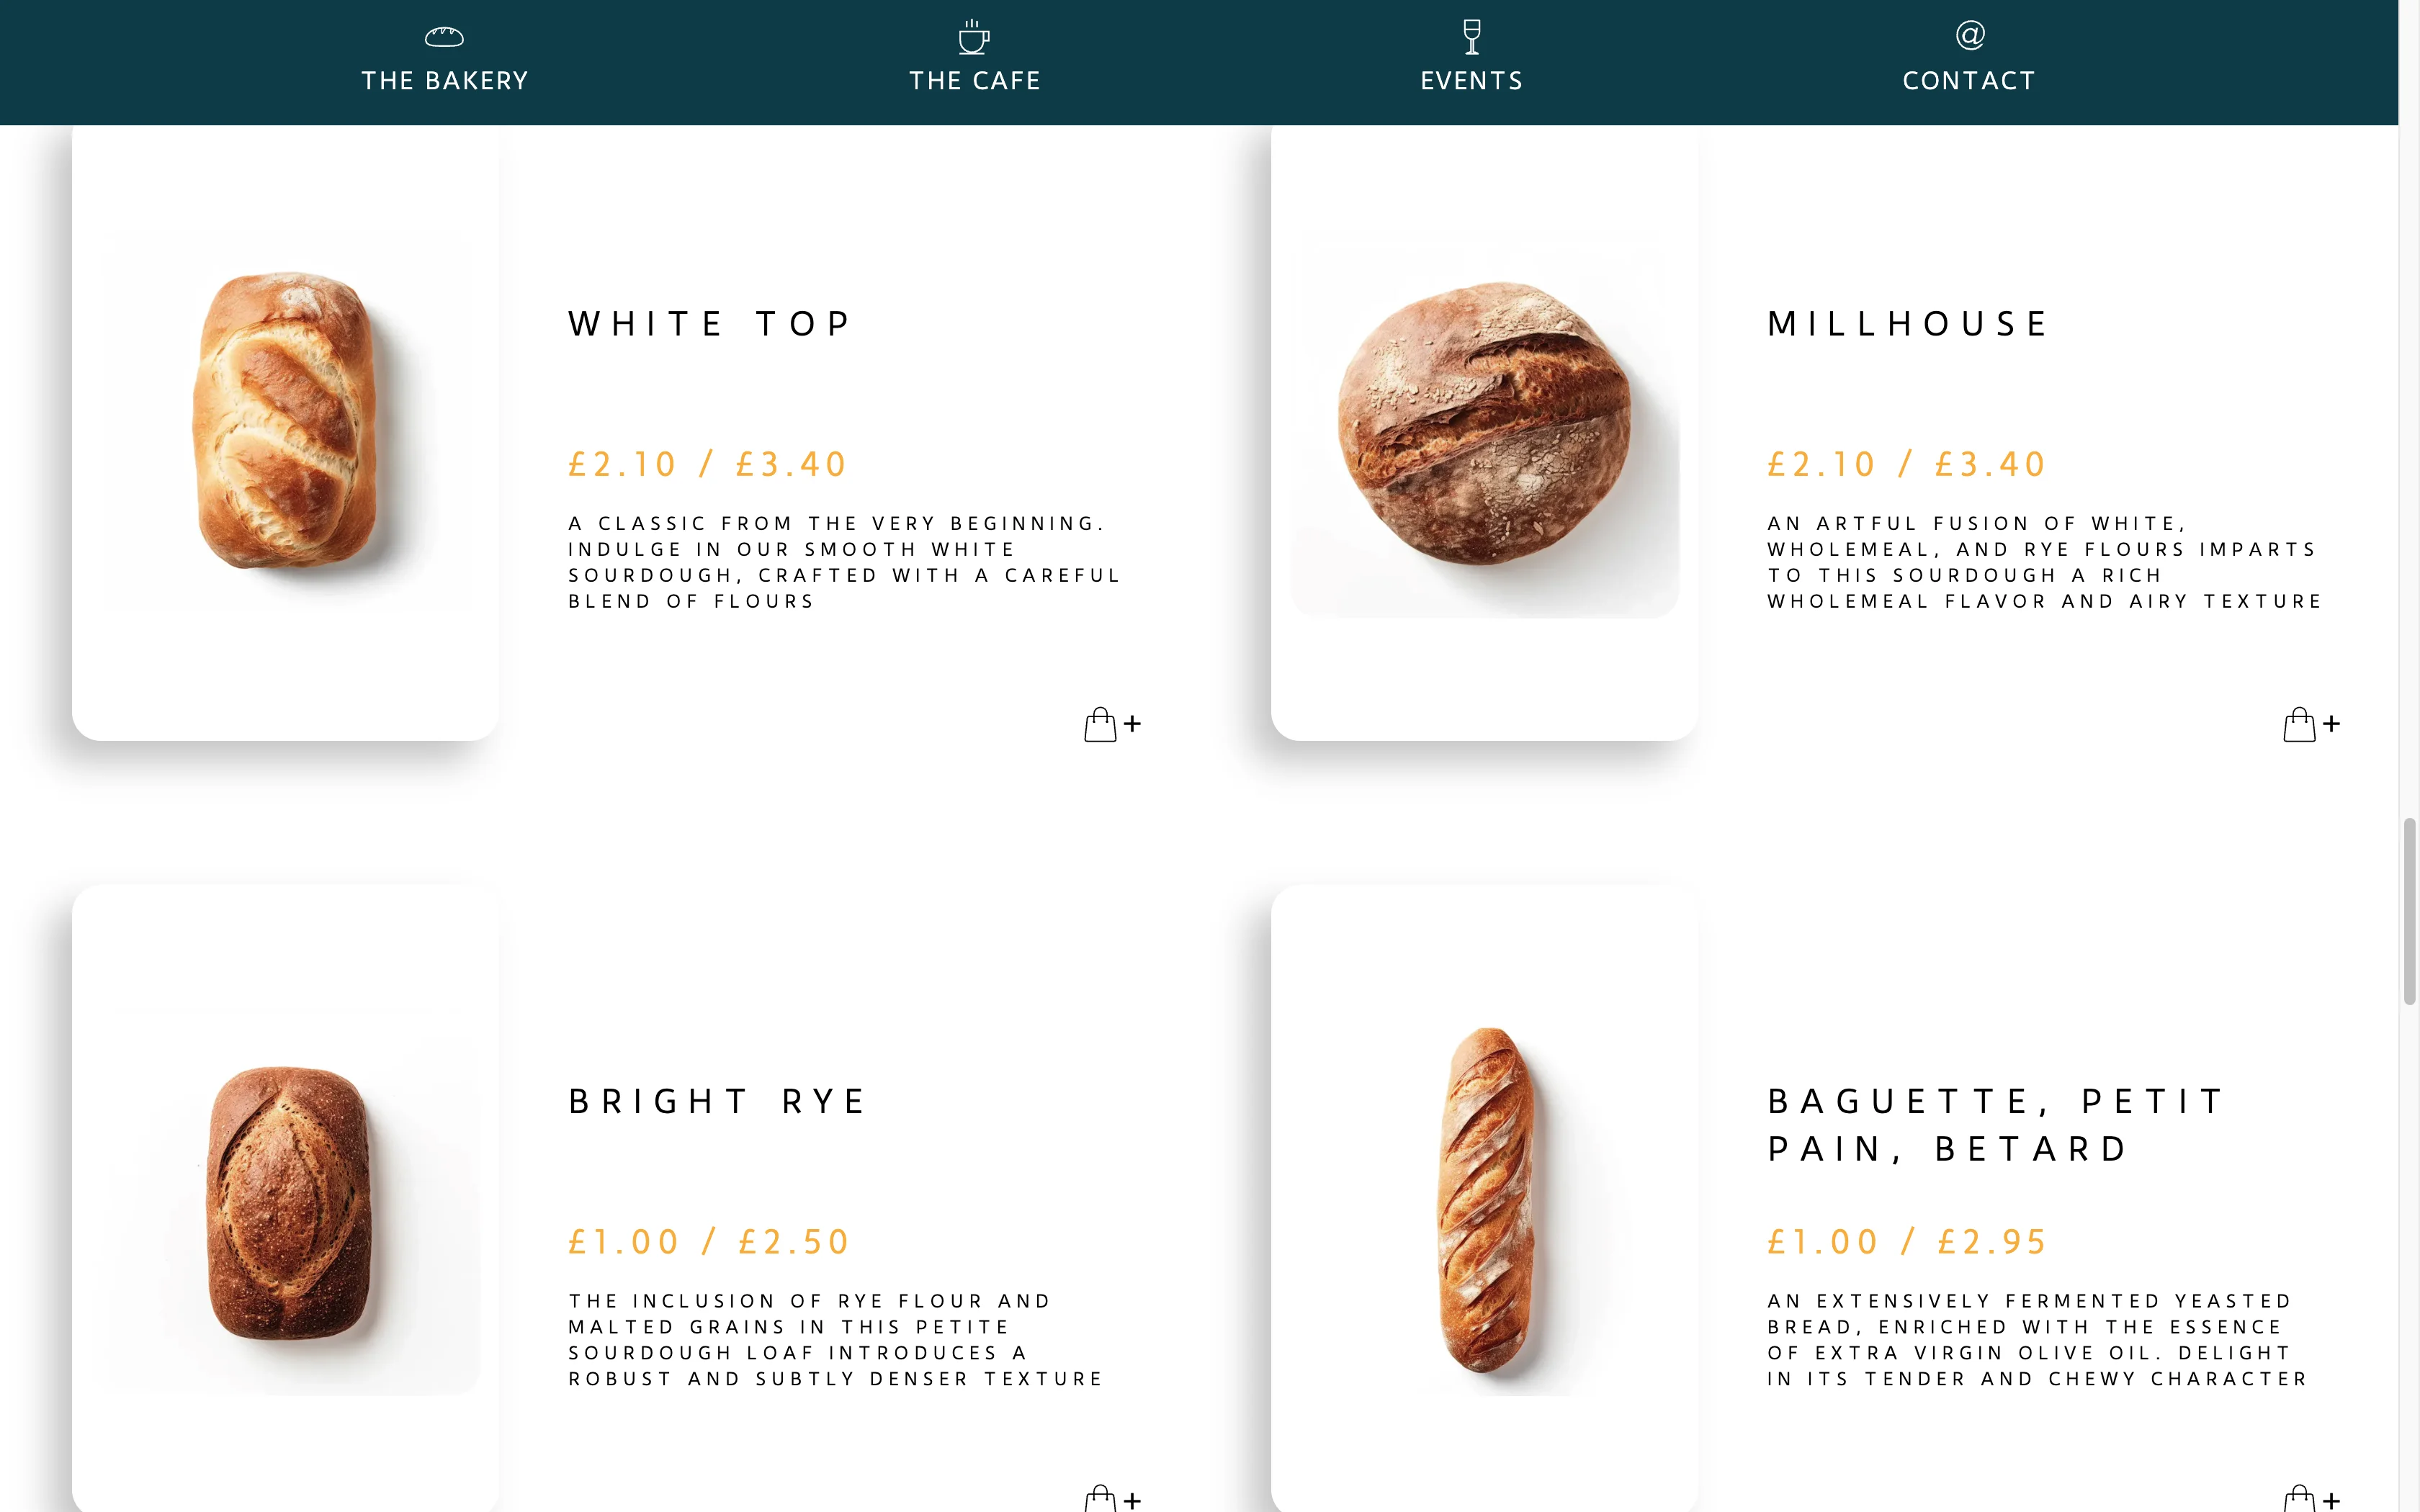 THE BAKERY
THE CAFE
EVENTS
@
CONTACT
WHITE TOP
£2.10 / £3.40
A CLASSIC FROM THE VERY BEGINNING.
INDULGE IN OUR SMOOTH WHITE
SOURDOUGH, CRAFTED WITH A CAREFUL
BLEND OF FLOURS
+
MILLHOUSE
£2.10 / £3.40
AN ARTFUL FUSION OF WHITE,
WHOLEMEAL, AND RYE FLOURS IMPARTS
TO THIS SOURDOUGH A RICH
WHOLEMEAL FLAVOR AND AIRY TEXTURE
+
BRIGHT RYE
£1.00 / £2.50
THE INCLUSION OF RYE FLOUR AND
MALTED GRAINS IN THIS PETITE
SOURDOUGH LOAF INTRODUCES A
ROBUST AND SUBTLY DENSER TEXTURE
+
BAGUETTE, PETIT
PAIN, BETARD
£1.00 / £2.95
AN EXTENSIVELY FERMENTED YEASTED
BREAD, ENRICHED WITH THE ESSENCE
OF EXTRA VIRGIN OLIVE OIL. DELIGHT
IN ITS TENDER AND CHEWY CHARACTER
+